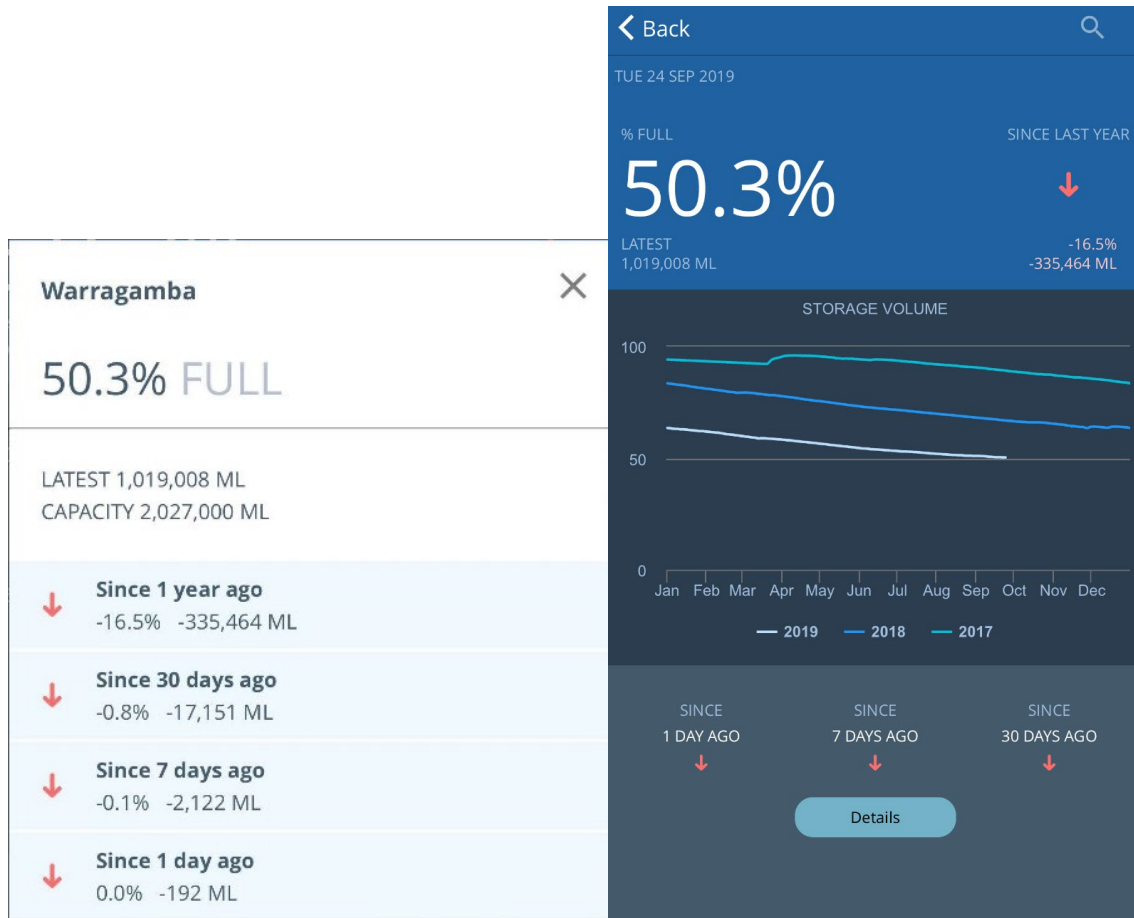 Warragamba
50.3% FULL
LATEST 1,019,008 ML
CAPACITY 2,027,000 ML
Since 1 year ago
-16.5% -335,464 ML
Since 30 days ago
-0.8% -17,151 ML
Since 7 days ago
-0.1% -2,122 ML
Since 1 day ago
0.0% -192 ML
Back
TUE 24 SEP 2019
% FULL
SINCE LAST YEAR
50.3%
LATEST
-16.5%
1,019,008 ML
-335,464 ML
STORAGE VOLUME
100
50
0
Jan Feb Mar Apr May Jun Jul Aug Sep Oct Nov Dec
2019 2018 2017
SINCE SINCE SINCE
1 DAY AGO 7 DAYS AGO 30 DAYS AGO
Details